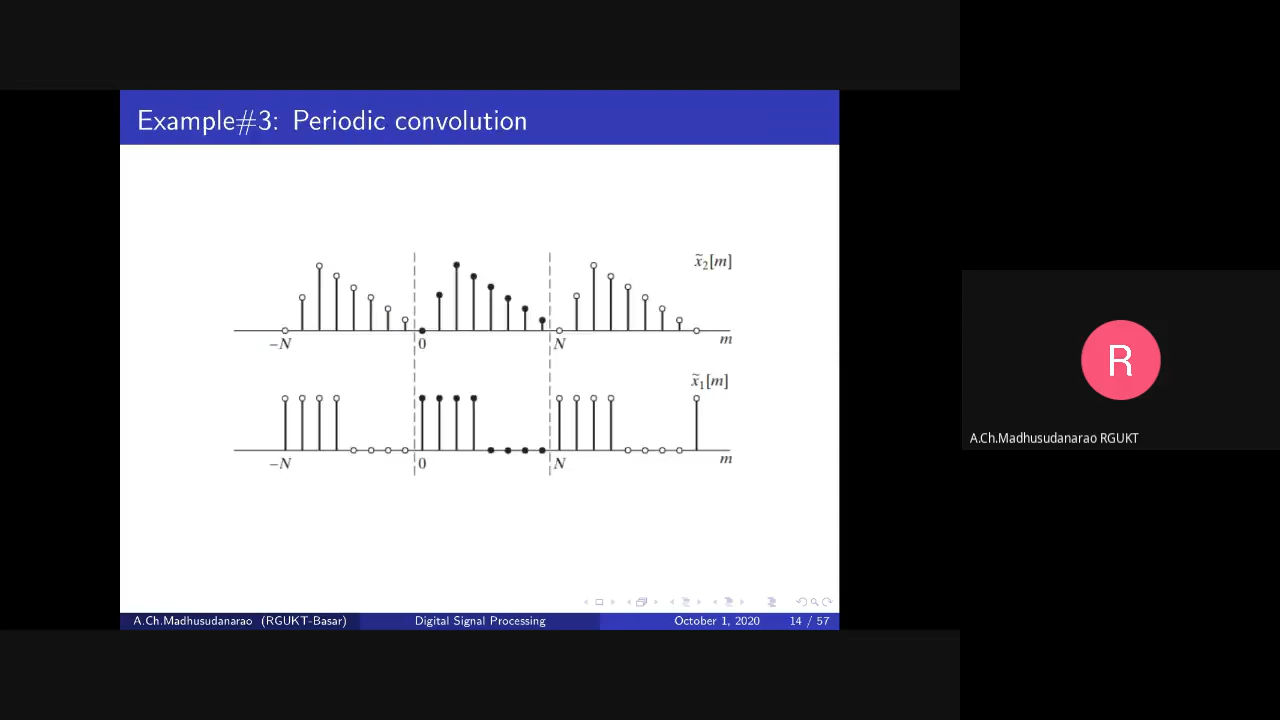 Example#3: Periodic convolution
x̃₂[m]
−N 0 N m
x̃₁[m]
−N 0 N m
R
A.Ch.Madhusudanarao RGUKT
A.Ch.Madhusudanarao (RGUKT-Basar) Digital Signal Processing October 1, 2020 14 / 57